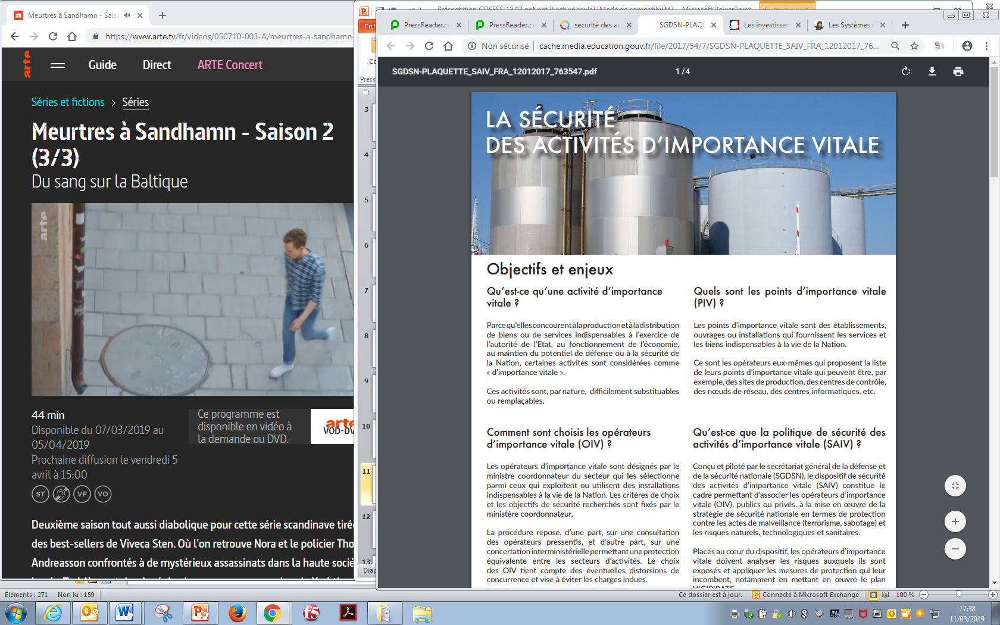 Meurtres à Sandhamn - Sais
https://www.arte.tv/fr/videos/050710-003-A/meurtres-a-sandhamn-
arte
Guide
Direct
ARTE Concert
Séries et fictions > Séries
Meurtres à Sandhamn - Saison 2
(3/3)
Du sang sur la Baltique
arte
44 min
Disponible du 07/03/2019 au
05/04/2019
Prochaine diffusion le vendredi 5
avril à 15:00
ST VF VO
Ce programme est
disponible en vidéo à
la demande ou DVD.
arte
VOD-DV
Deuxième saison tout aussi diabolique pour cette série scandinave tirée
des best-sellers de Viveca Sten. Où l'on retrouve Nora et le policier Tho
Andreasson confrontés à de mystérieux assassinats dans la haute socié
Présentation COSESS_18 03.ppt [Lecture seule] [Mode de compatibilité] - Microsoft PowerPoint
Fich
Co
Press
3
4
5
6
7
8
9
10
11
12
13
Diap
PressReader.co
PressReader.co
securité des ac
SGDSN-PLAQU
Les investissen
Les Systèmes c
Non sécurisé | cache.media.education.gouv.fr/file/2017/54/7/SGDSN-PLAQUETTE_SAIV_FRA_12012017_76...
SGDSN-PLAQUETTE_SAIV_FRA_12012017_763547.pdf
1 / 4
LA SÉCURITÉ
DES ACTIVITÉS D'IMPORTANCE VITALE
Objectifs et enjeux
Qu'est-ce qu'une activité d'importance
vitale ?
Parce qu'elles concourent à la production et à la distribution
de biens ou de services indispensables à l'exercice de
l'autorité de l'Etat, au fonctionnement de l'économie,
au maintien du potentiel de défense ou à la sécurité de
la Nation, certaines activités sont considérées comme
« d'importance vitale ».
Ces activités sont, par nature, difficilement substituables
ou remplaçables.
Comment sont choisis les opérateurs
d'importance vitale (OIV) ?
Les opérateurs d'importance vitale sont désignés par le
ministre coordonnateur du secteur qui les sélectionne
parmi ceux qui exploitent ou utilisent des installations
indispensables à la vie de la Nation. Les critères de choix
et les objectifs de sécurité recherchés sont fixés par le
ministère coordonnateur.
La procédure repose, d'une part, sur une consultation
des opérateurs pressentis, et d'autre part, sur une
concertation interministérielle permettant une protection
équivalente entre les secteurs d'activités. Le choix
des OIV tient compte des éventuelles distorsions de
concurrence et vise à éviter les charges indues.
Quels sont les points d'importance vitale
(PIV) ?
Les points d'importance vitale sont des établissements,
ouvrages ou installations qui fournissent les services et
les biens indispensables à la vie de la Nation.
Ce sont les opérateurs eux-mêmes qui proposent la liste
de leurs points d'importance vitale qui peuvent être, par
exemple, des sites de production, des centres de contrôle,
des nœuds de réseau, des centres informatiques, etc.
Qu'est-ce que la politique de sécurité des
activités d'importance vitale (SAIV) ?
Conçu et piloté par le secrétariat général de la défense et
de la sécurité nationale (SGDSN), le dispositif de sécurité
des activités d'importance vitale (SAIV) constitue le
cadre permettant d'associer les opérateurs d'importance
vitale (OIV), publics ou privés, à la mise en œuvre de la
stratégie de sécurité nationale en termes de protection
contre les actes de malveillance (terrorisme, sabotage) et
les risques naturels, technologiques et sanitaires.
Placés au cœur du dispositif, les opérateurs d'importance
vitale doivent analyser les risques auxquels ils sont
exposés et appliquer les mesures de protection qui leur
incombent, notamment en mettant en œuvre le plan
VIGIPIRATE
Éléments : 271 Non lu : 159
Ce dossier est à jour.
Connecté à Microsoft Exchange
100 %
17:38
11/03/2019